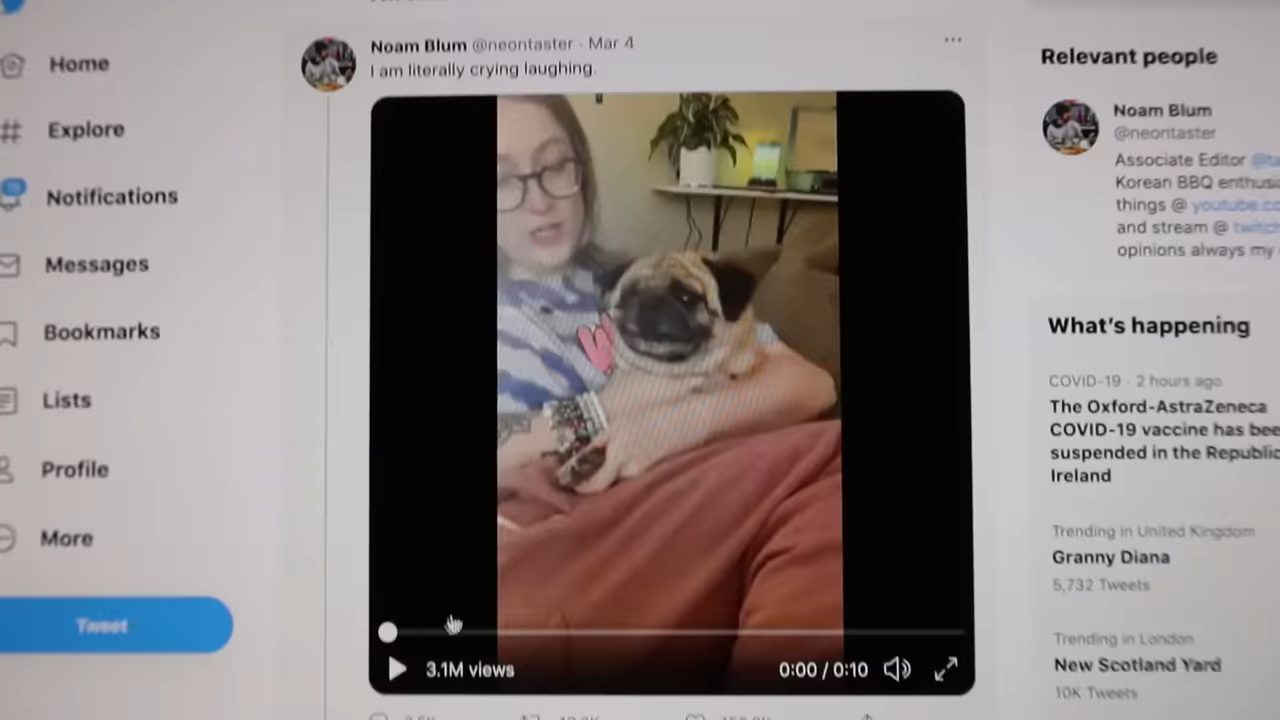 Home
Explore
Notifications
Messages
Bookmarks
Lists
Profile
More
Tweet
Noam Blum @neontaster · Mar 4
I am literally crying laughing.
3.1M views
0:00 / 0:10
Relevant people
Noam Blum
@neontaster
Associate Editor
Korean BBQ
things @
and stream @
opinions always my
What's happening
COVID-19 · 2 hours ago
The Oxford-AstraZeneca
COVID-19 vaccine has
suspended in the
Ireland
Trending in United Kingdom
Granny Diana
5,732 Tweets
Trending in London
New Scotland Yard
10K Tweets